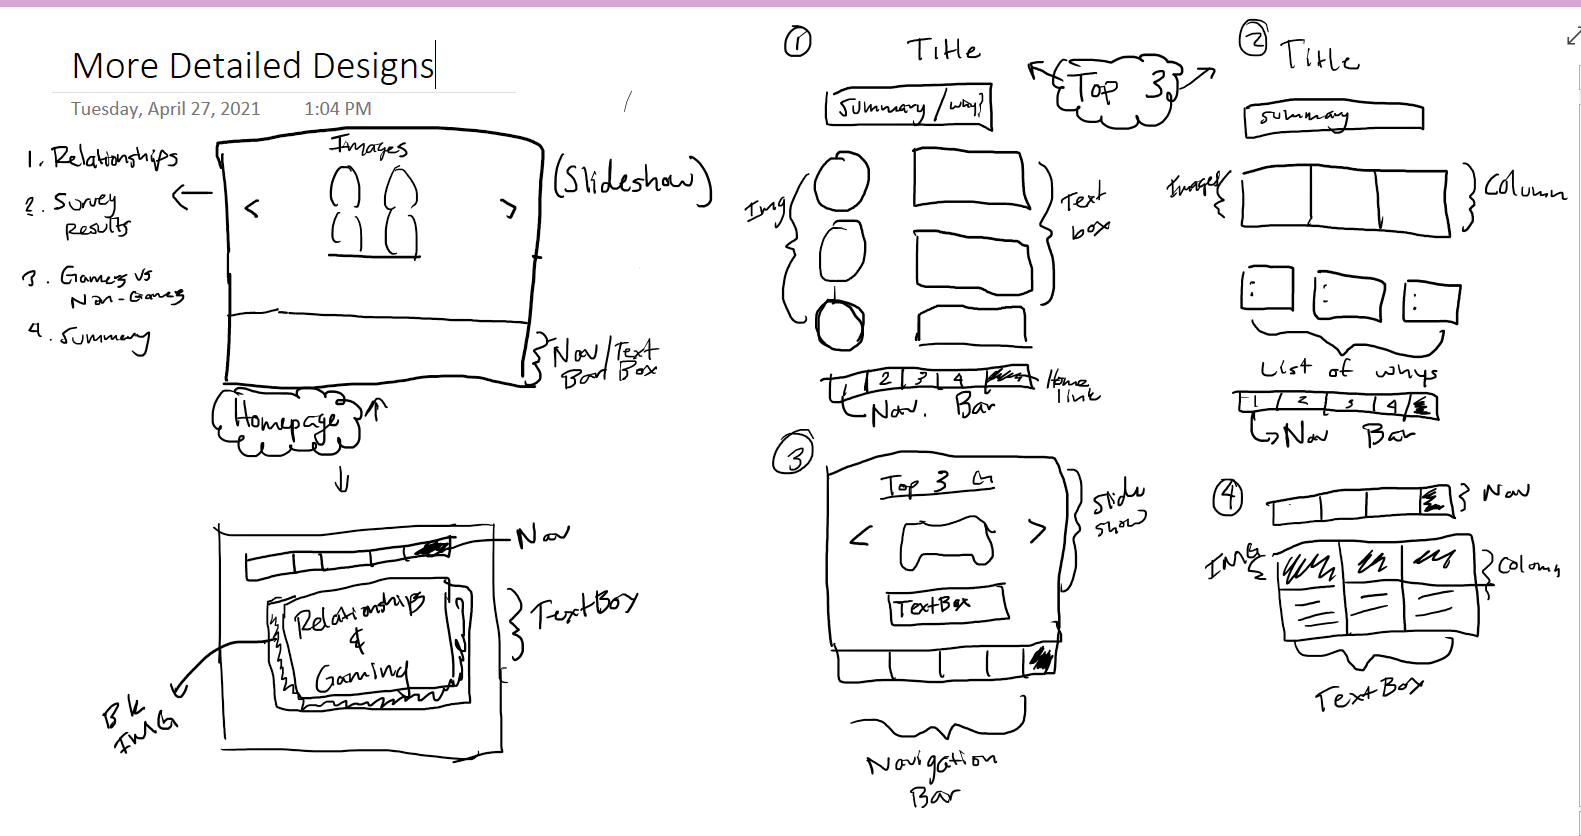 More Detailed Designs
Tuesday, April 27, 2021 1:04 PM
1. Relationships
2. Survey
Results
3. Gamers vs
Non-Games
4. Summary
Images
<
>
(Slideshow)
Nav/Text
Bar Box
Homepage
Nav
Relationships
&
Gaming
TextBox
BK
IMG
1
Title
Top 3
Summary / why?
Img
Text
box
2 3 4
Home
link
Nav. Bar
2
Title
Summary
Images
Column
:
:
:
List of whys
1 2 3 4
Nav Bar
3
Top 3 G
<
>
Slide
show
TextBox
Navigation
Bar
4
Nav
IMG
Column
TextBox